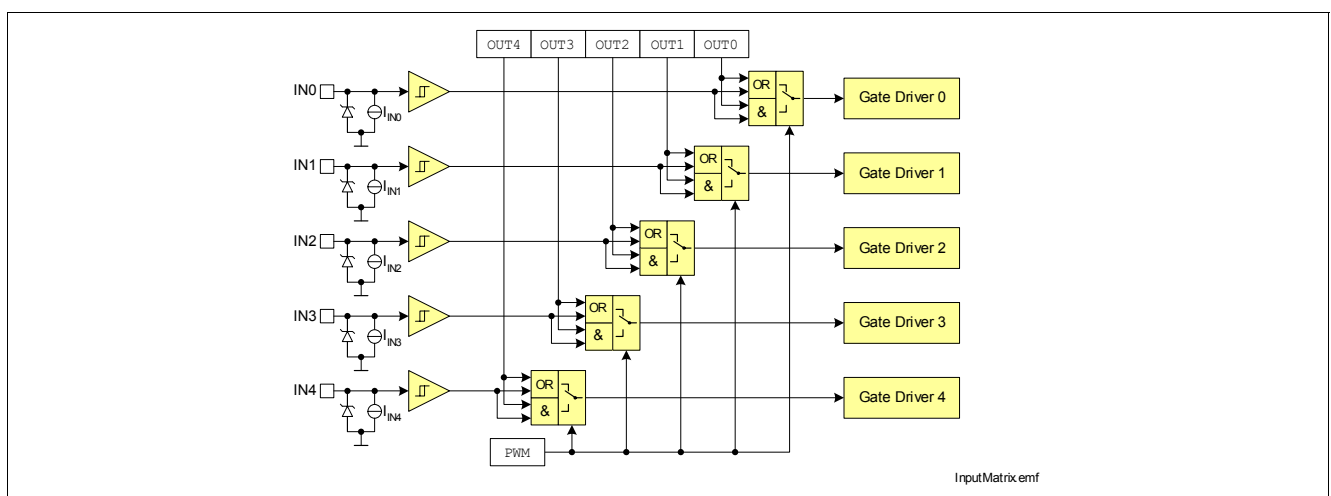 OUT4 OUT3 OUT2 OUT1 OUT0
IN0
I_IN0
OR
&
Gate Driver 0
IN1
I_IN1
OR
&
Gate Driver 1
IN2
I_IN2
OR
&
Gate Driver 2
IN3
I_IN3
OR
&
Gate Driver 3
IN4
I_IN4
OR
&
Gate Driver 4
PWM
InputMatrix.emf